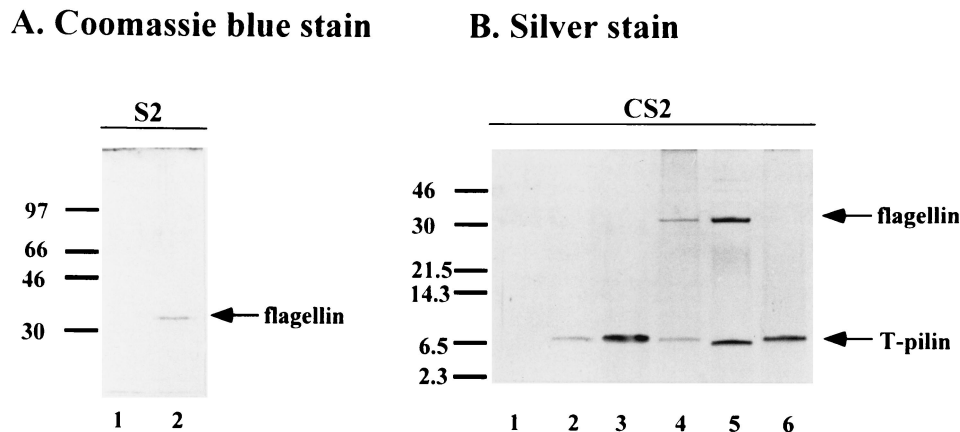 A. Coomassie blue stain
S2
97
66
46
30
flagellin
1 2
B. Silver stain
CS2
46
30
21.5
14.3
6.5
2.3
flagellin
T-pilin
1 2 3 4 5 6